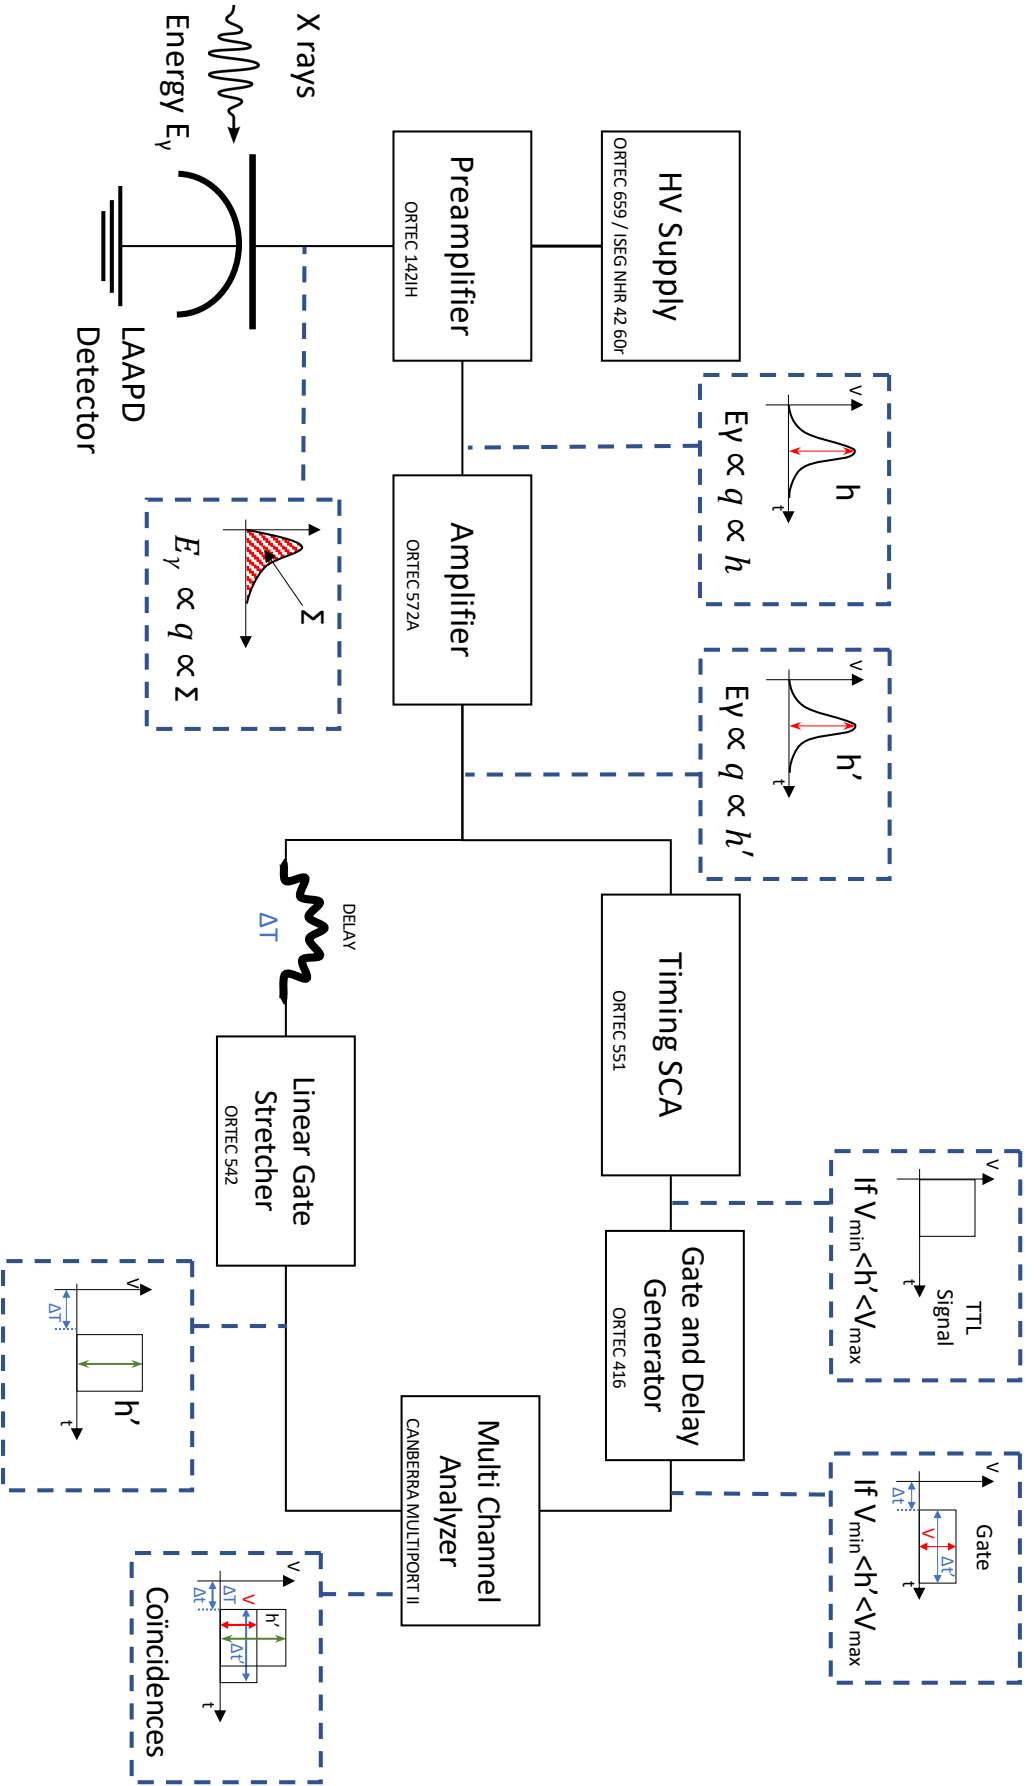 X rays
Energy Eγ
LAAPD
Detector
HV Supply
ORTEC 659 / ISEG NHR 42 60r
Preamplifier
ORTEC 142IH
V
h
t
Eγ ∝ q ∝ h
Amplifier
ORTEC 572A
Σ
E_γ ∝ q ∝ Σ
V
h′
t
Eγ ∝ q ∝ h′
DELAY
ΔT
Timing SCA
ORTEC 551
Linear Gate
Stretcher
ORTEC 542
V
t
TTL
Signal
If Vmin<h'<Vmax
Gate and Delay
Generator
ORTEC 416
V
ΔT
h′
t
V
Gate
Δt
V
Δt'
t
If Vmin<h'<Vmax
Multi Channel
Analyzer
CANBERRA MULTIPORT II
V
ΔT
Δt
V
h'
Δt'
t
Coïncidences